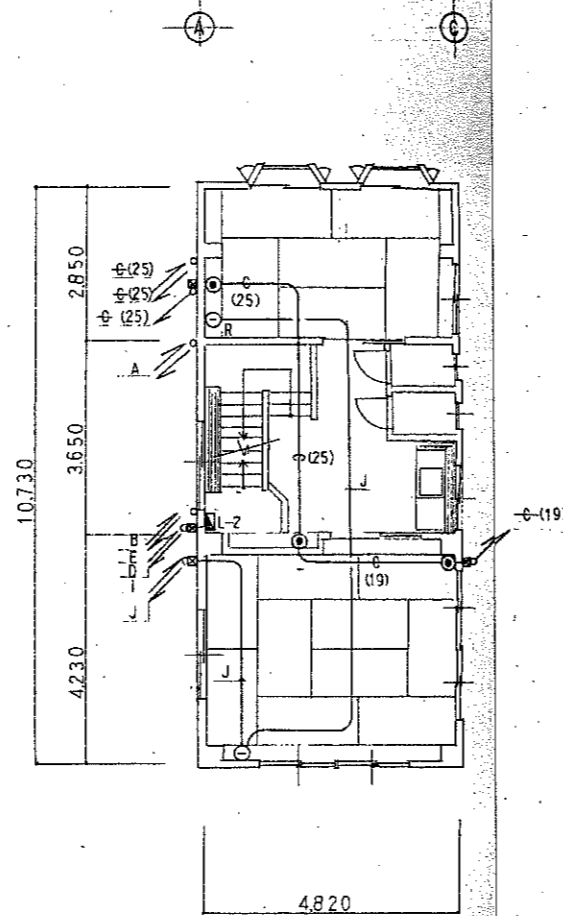 A C
2,850
C(25)
C(25)
C (25)
C
(25)
R
A
3,650
10,730
(25)
J
L-2
B
E
D
I
J
C(19)
C
(19)
4,230
J
4,820